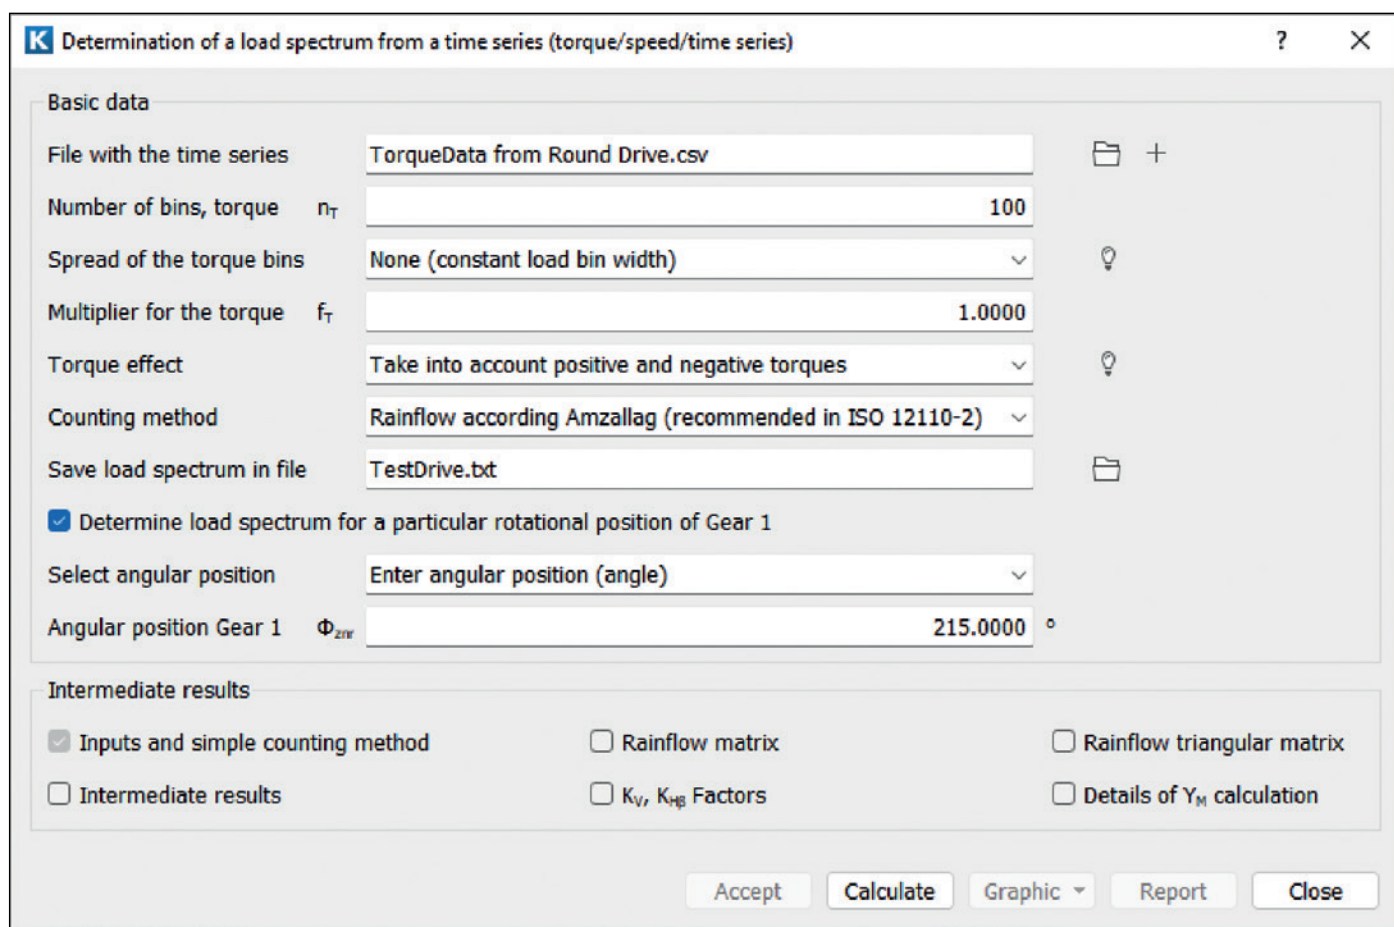 K Determination of a load spectrum from a time series (torque/speed/time series) ?
Basic data
File with the time series TorqueData from Round Drive.csv
Number of bins, torque nT 100
Spread of the torque bins None (constant load bin width)
Multiplier for the torque fT 1.0000
Torque effect Take into account positive and negative torques
Counting method Rainflow according Amzallag (recommended in ISO 12110-2)
Save load spectrum in file TestDrive.txt
Determine load spectrum for a particular rotational position of Gear 1
Select angular position Enter angular position (angle)
Angular position Gear 1 Φznr 215.0000 °
Intermediate results
Inputs and simple counting method Rainflow matrix Rainflow triangular matrix
Intermediate results KV, KHβ Factors Details of YM calculation
Accept Calculate Graphic Report Close